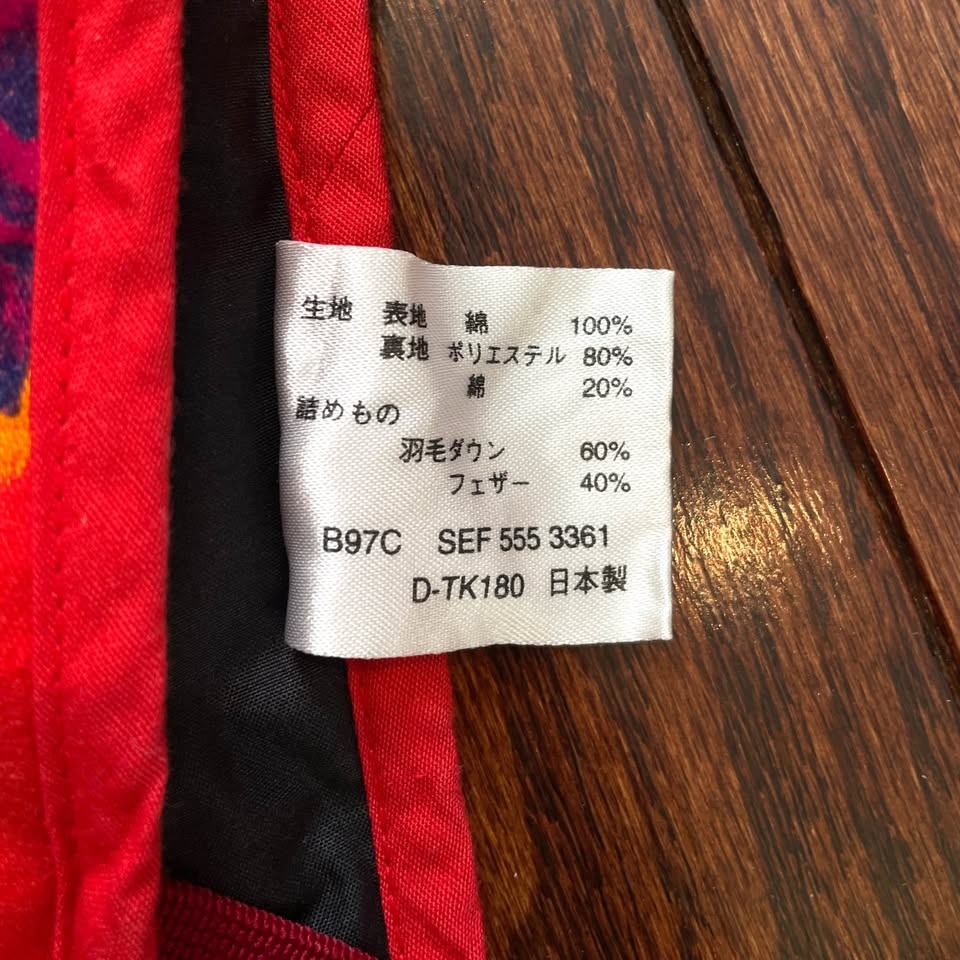 生地 表地 綿 100%
裏地 ポリエステル 80%
綿 20%
詰めもの
羽毛ダウン 60%
フェザー 40%
B97C SEF 555 3361
D-TK180 日本製